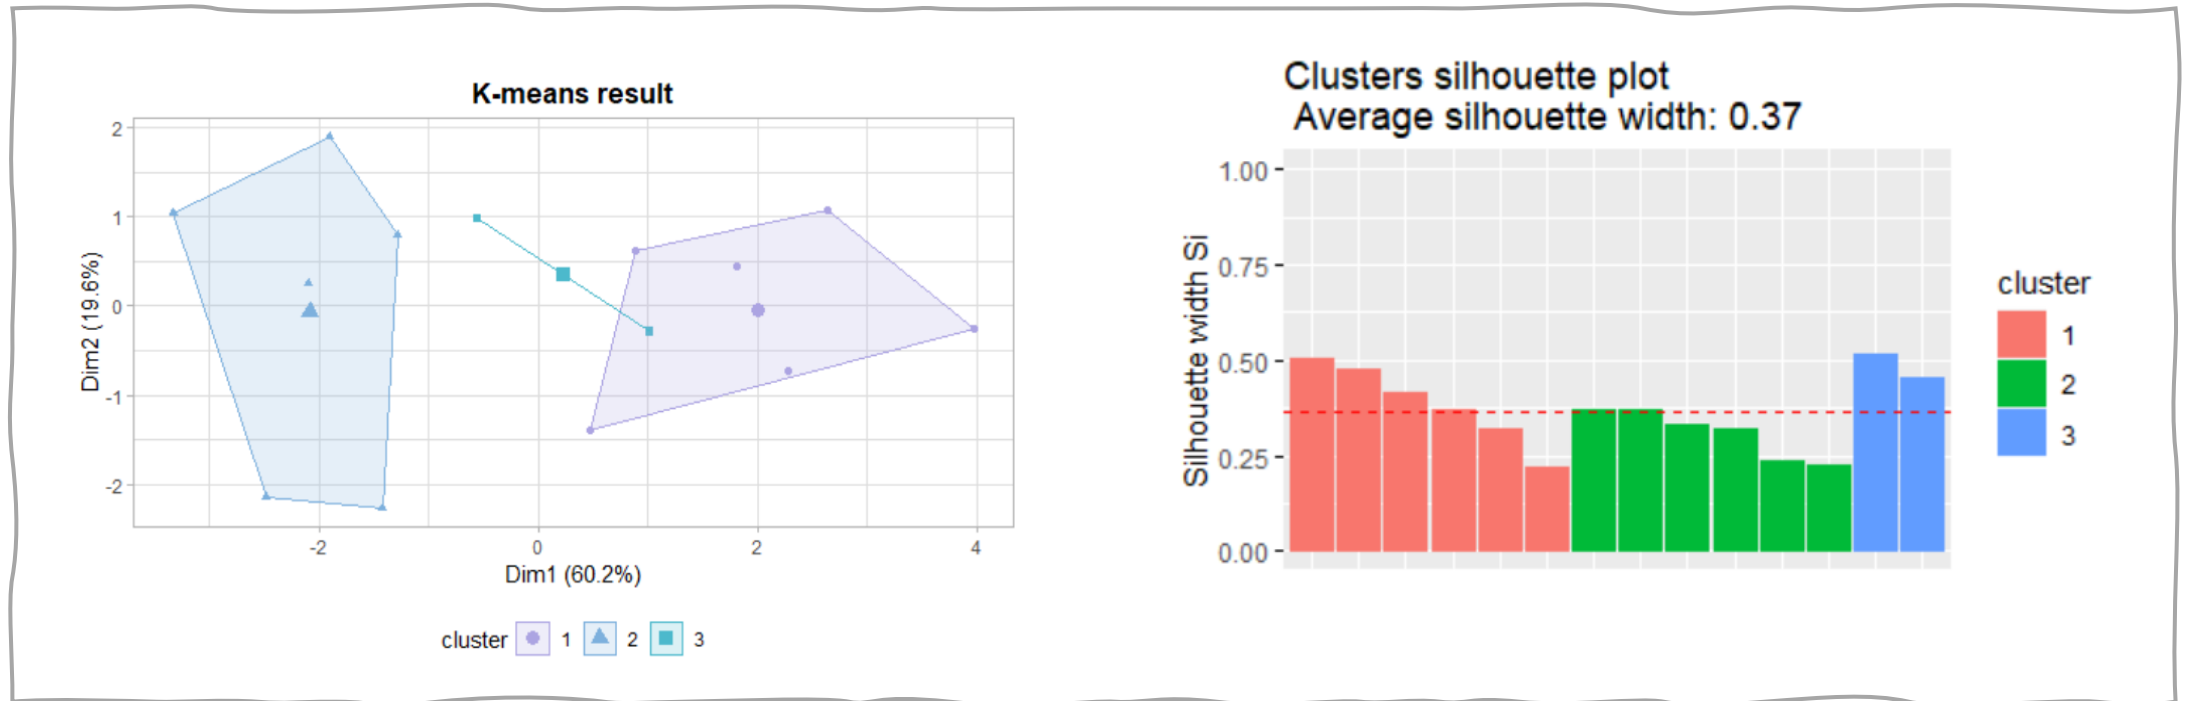 K-means result
2
1
0
-1
-2
Dim2 (19.6%)
-2
0
2
4
Dim1 (60.2%)
cluster 1 2 3
Clusters silhouette plot
Average silhouette width: 0.37
1.00
0.75
0.50
0.25
0.00
Silhouette width Si
cluster
1
2
3